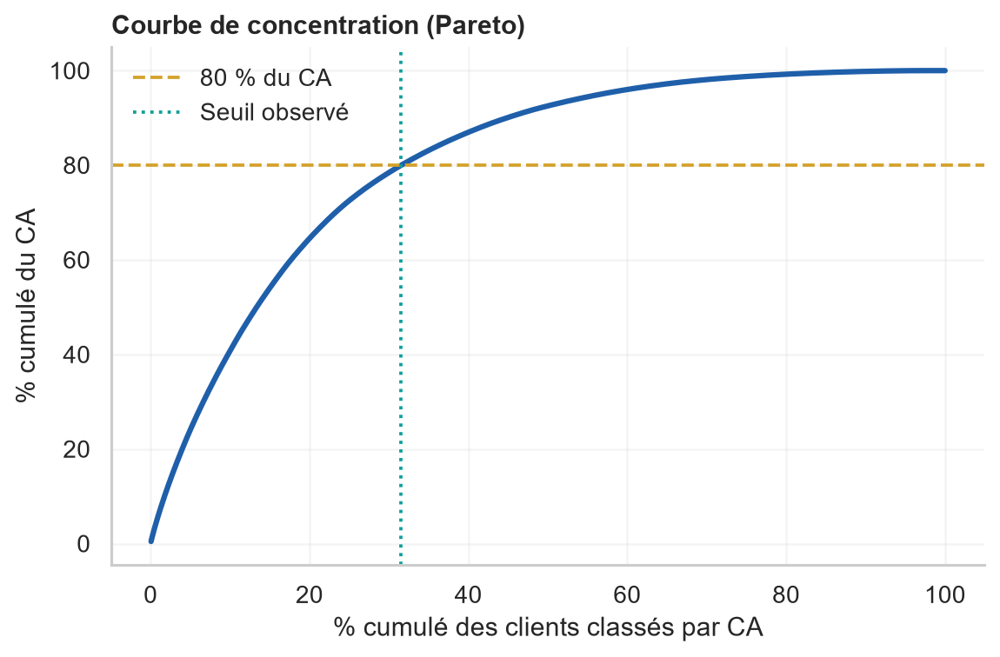 Courbe de concentration (Pareto)
80 % du CA
Seuil observé
% cumulé du CA
100
80
60
40
20
0
0 20 40 60 80 100
% cumulé des clients classés par CA